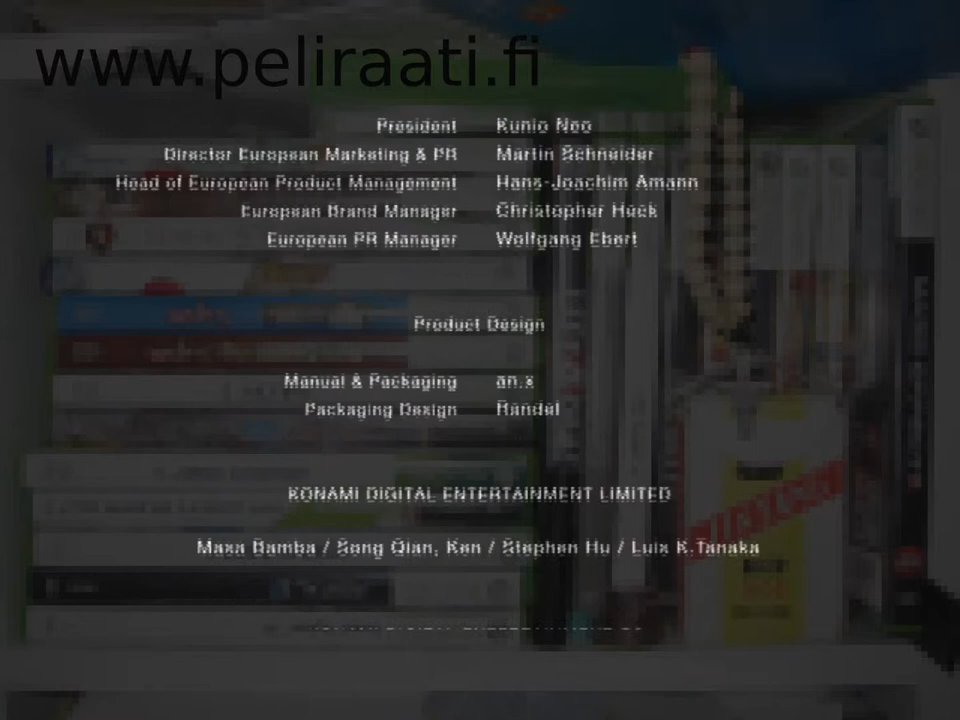 www.peliraati.fi
President Kunio Neo
Director European Marketing & PR Martin Schneider
Head of European Product Management Hans-Joachim Amann
European Brand Manager Christopher Heck
European PR Manager Wolfgang Ebert
Product Design
Manual & Packaging an.x
Packaging Design Randal
KONAMI DIGITAL ENTERTAINMENT LIMITED
Maxa Bamba / Song Qian, Ken / Stephen Hu / Luix K.Tanaka